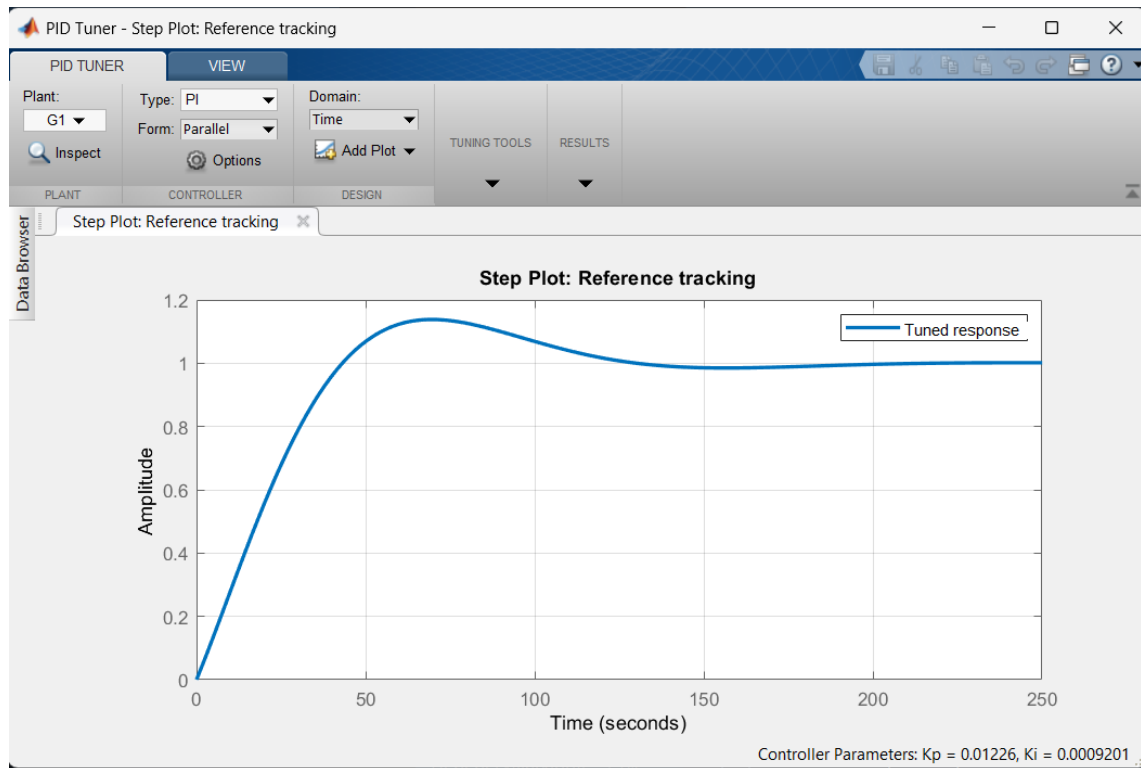 PID Tuner - Step Plot: Reference tracking
PID TUNER VIEW
Plant: Type: PI Domain:
G1 Form: Parallel Time
Inspect Options Add Plot TUNING TOOLS RESULTS
PLANT CONTROLLER DESIGN
Data Browser
Step Plot: Reference tracking
Step Plot: Reference tracking
Tuned response
1.2
1
0.8
0.6
0.4
0.2
0
Amplitude
0 50 100 150 200 250
Time (seconds)
Controller Parameters: Kp = 0.01226, Ki = 0.0009201